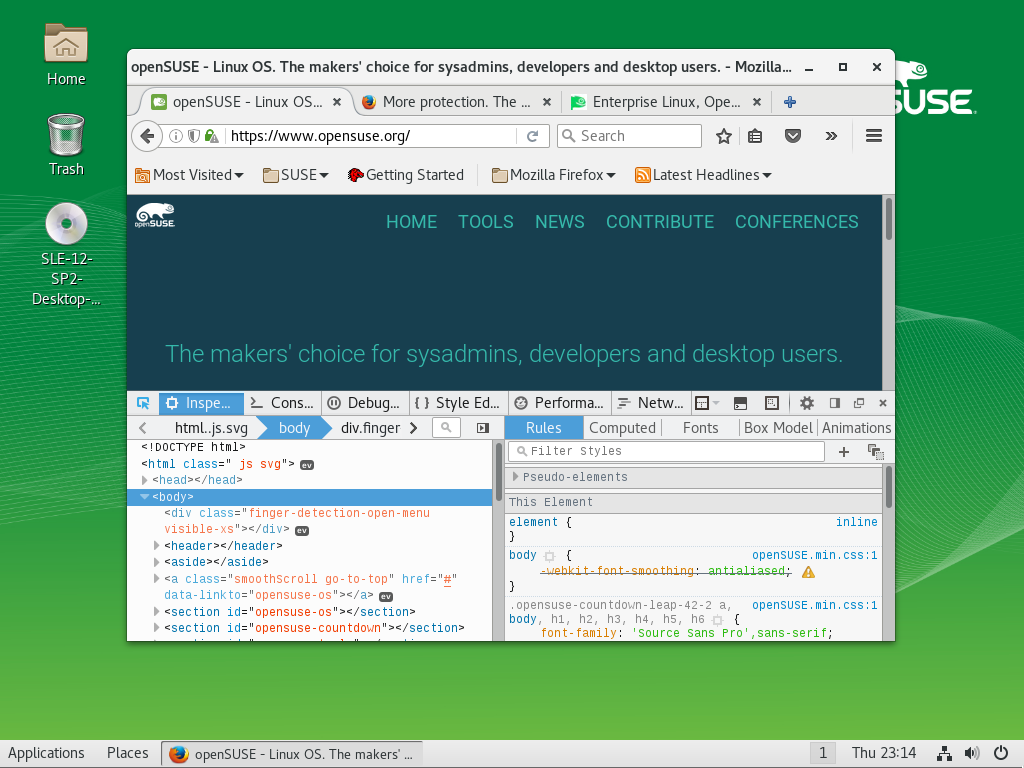 Home
Trash
SLE-12-
SP2-
Desktop-...
SUSE
openSUSE - Linux OS. The makers' choice for sysadmins, developers and desktop users. - Mozilla...
openSUSE - Linux OS...
More protection. The ...
Enterprise Linux, Ope...
https://www.opensuse.org/
Search
Most Visited
SUSE
Getting Started
Mozilla Firefox
Latest Headlines
openSUSE
HOME TOOLS NEWS CONTRIBUTE CONFERENCES
The makers' choice for sysadmins, developers and desktop users.
Inspe... Cons... Debug... Style Ed... Performa... Netw...
html..js.svg body div.finger
Rules Computed Fonts Box Model Animations
<!DOCTYPE html>
<html class=" js svg"> ev
<head></head>
<body>
<div class="finger-detection-open-menu
visible-xs"></div> ev
<header></header>
<aside></aside>
<a class="smoothScroll go-to-top" href="#"
data-linkto="opensuse-os"></a> ev
<section id="opensuse-os"></section>
<section id="opensuse-countdown"></section>
Filter Styles
Pseudo-elements
This Element
element { inline
}
body { openSUSE.min.css:1
-webkit-font-smoothing: antialiased;
}
.opensuse-countdown-leap-42-2 a, openSUSE.min.css:1
body, h1, h2, h3, h4, h5, h6 {
font-family: 'Source Sans Pro',sans-serif;
Applications Places openSUSE - Linux OS. The makers' ... 1 Thu 23:14